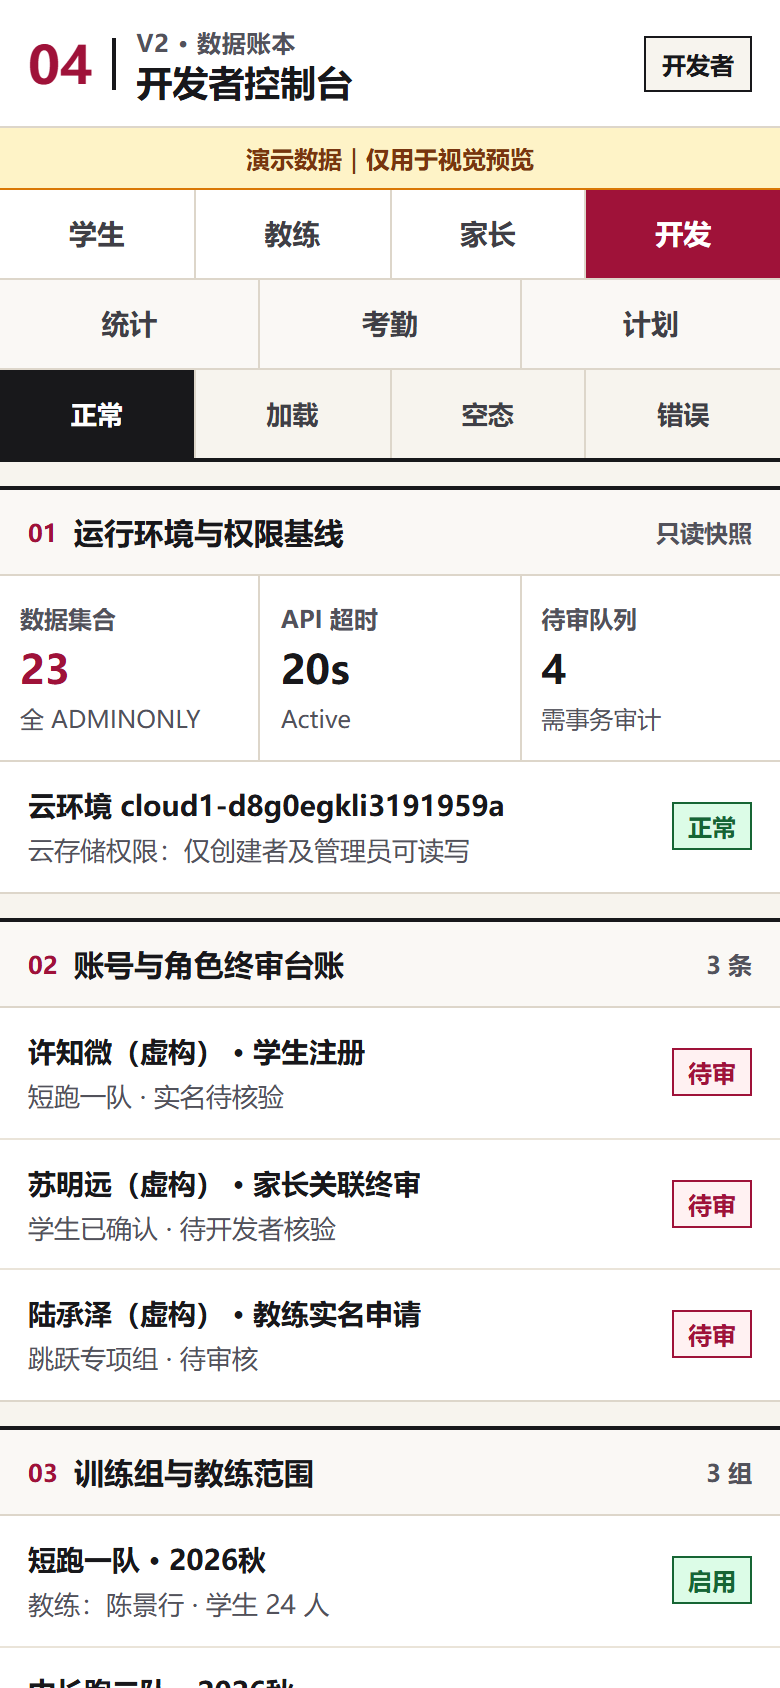 04
V2 • 数据账本
开发者控制台
开发者
演示数据｜仅用于视觉预览
学生 教练 家长 开发
统计 考勤 计划
正常 加载 空态 错误
01 运行环境与权限基线 只读快照
数据集合 API 超时 待审队列
23 20s 4
全 ADMINONLY Active 需事务审计
云环境 cloud1-d8g0egkli3191959a
云存储权限：仅创建者及管理员可读写
正常
02 账号与角色终审台账 3 条
许知微（虚构） • 学生注册
短跑一队 · 实名待核验
待审
苏明远（虚构） • 家长关联终审
学生已确认 · 待开发者核验
待审
陆承泽（虚构） • 教练实名申请
跳跃专项组 · 待审核
待审
03 训练组与教练范围 3 组
短跑一队 • 2026秋
教练：陈景行 · 学生 24 人
启用